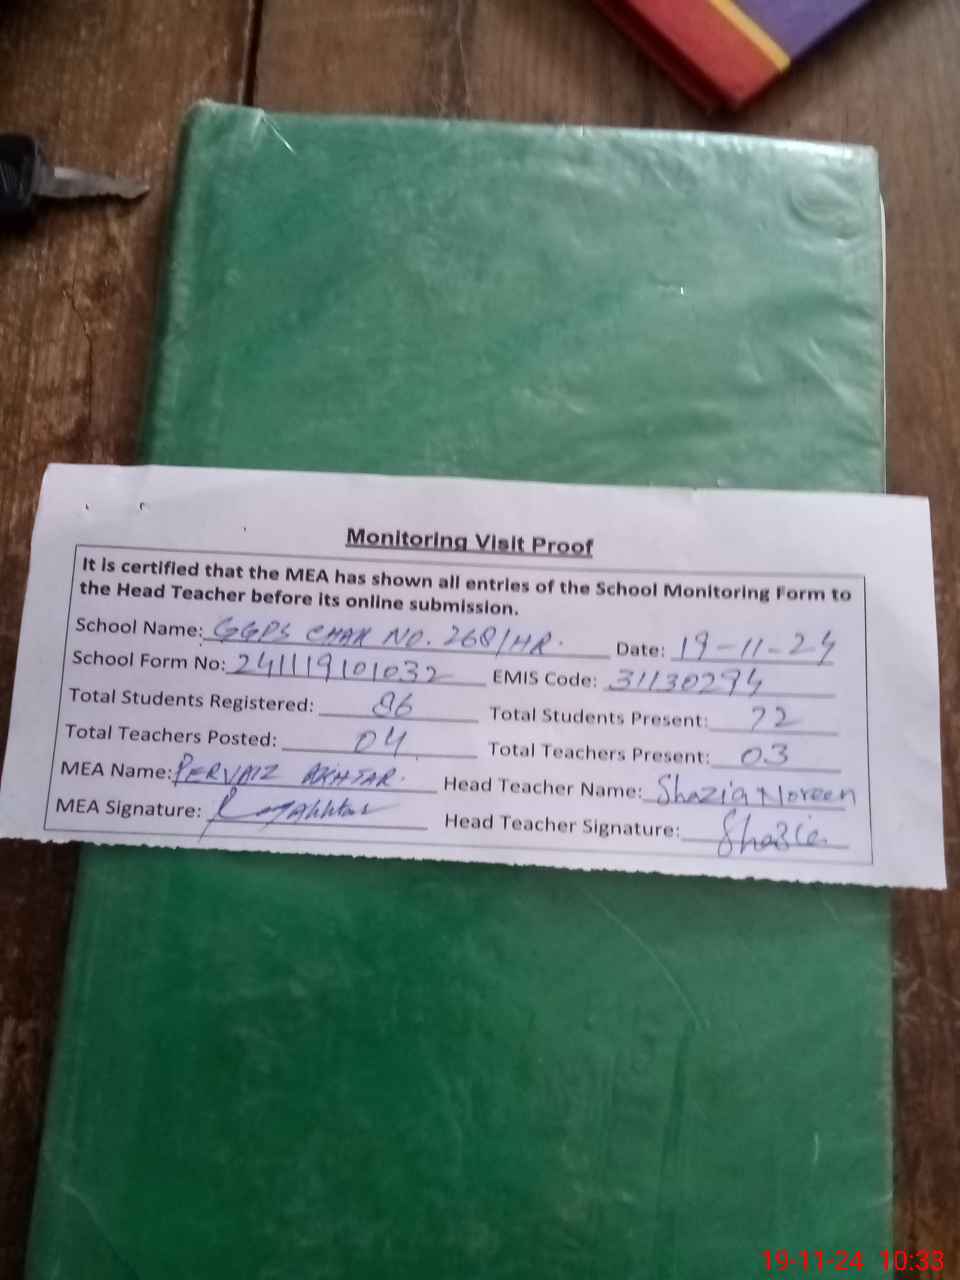 Monitoring Visit Proof
It is certified that the MEA has shown all entries of the School Monitoring Form to
the Head Teacher before its online submission.
School Name: GGPS CHAK NO. 268/HR. Date: 19-11-24
School Form No: 241119101032 EMIS Code: 31130294
Total Students Registered: 86 Total Students Present: 72
Total Teachers Posted: 04 Total Teachers Present: 03
MEA Name: PERVAIZ AKHTAR. Head Teacher Name: Shazia Noreen
MEA Signature: Head Teacher Signature: Shazia
19-11-24 10:33